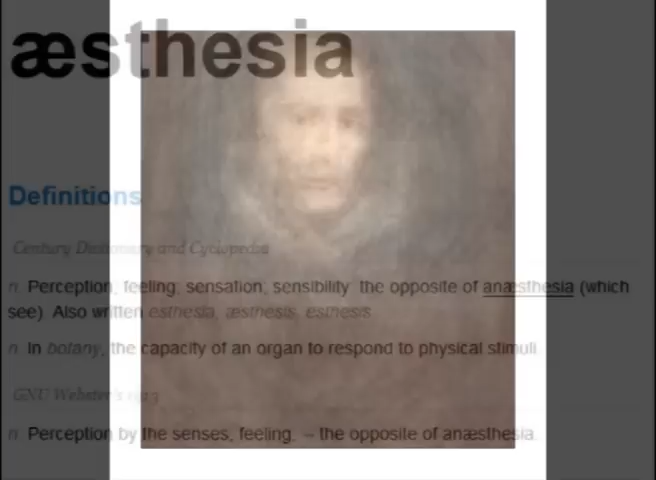 æsthesia
Definitions
Century Dictionary and Cyclopedia
n. Perception; feeling; sensation; sensibility: the opposite of anæsthesia (which
see). Also written esthesia, æsthesis, esthesis.
n. In botany, the capacity of an organ to respond to physical stimuli.
GNU Webster's 1913
n. Perception by the senses; feeling; -- the opposite of anæsthesia.